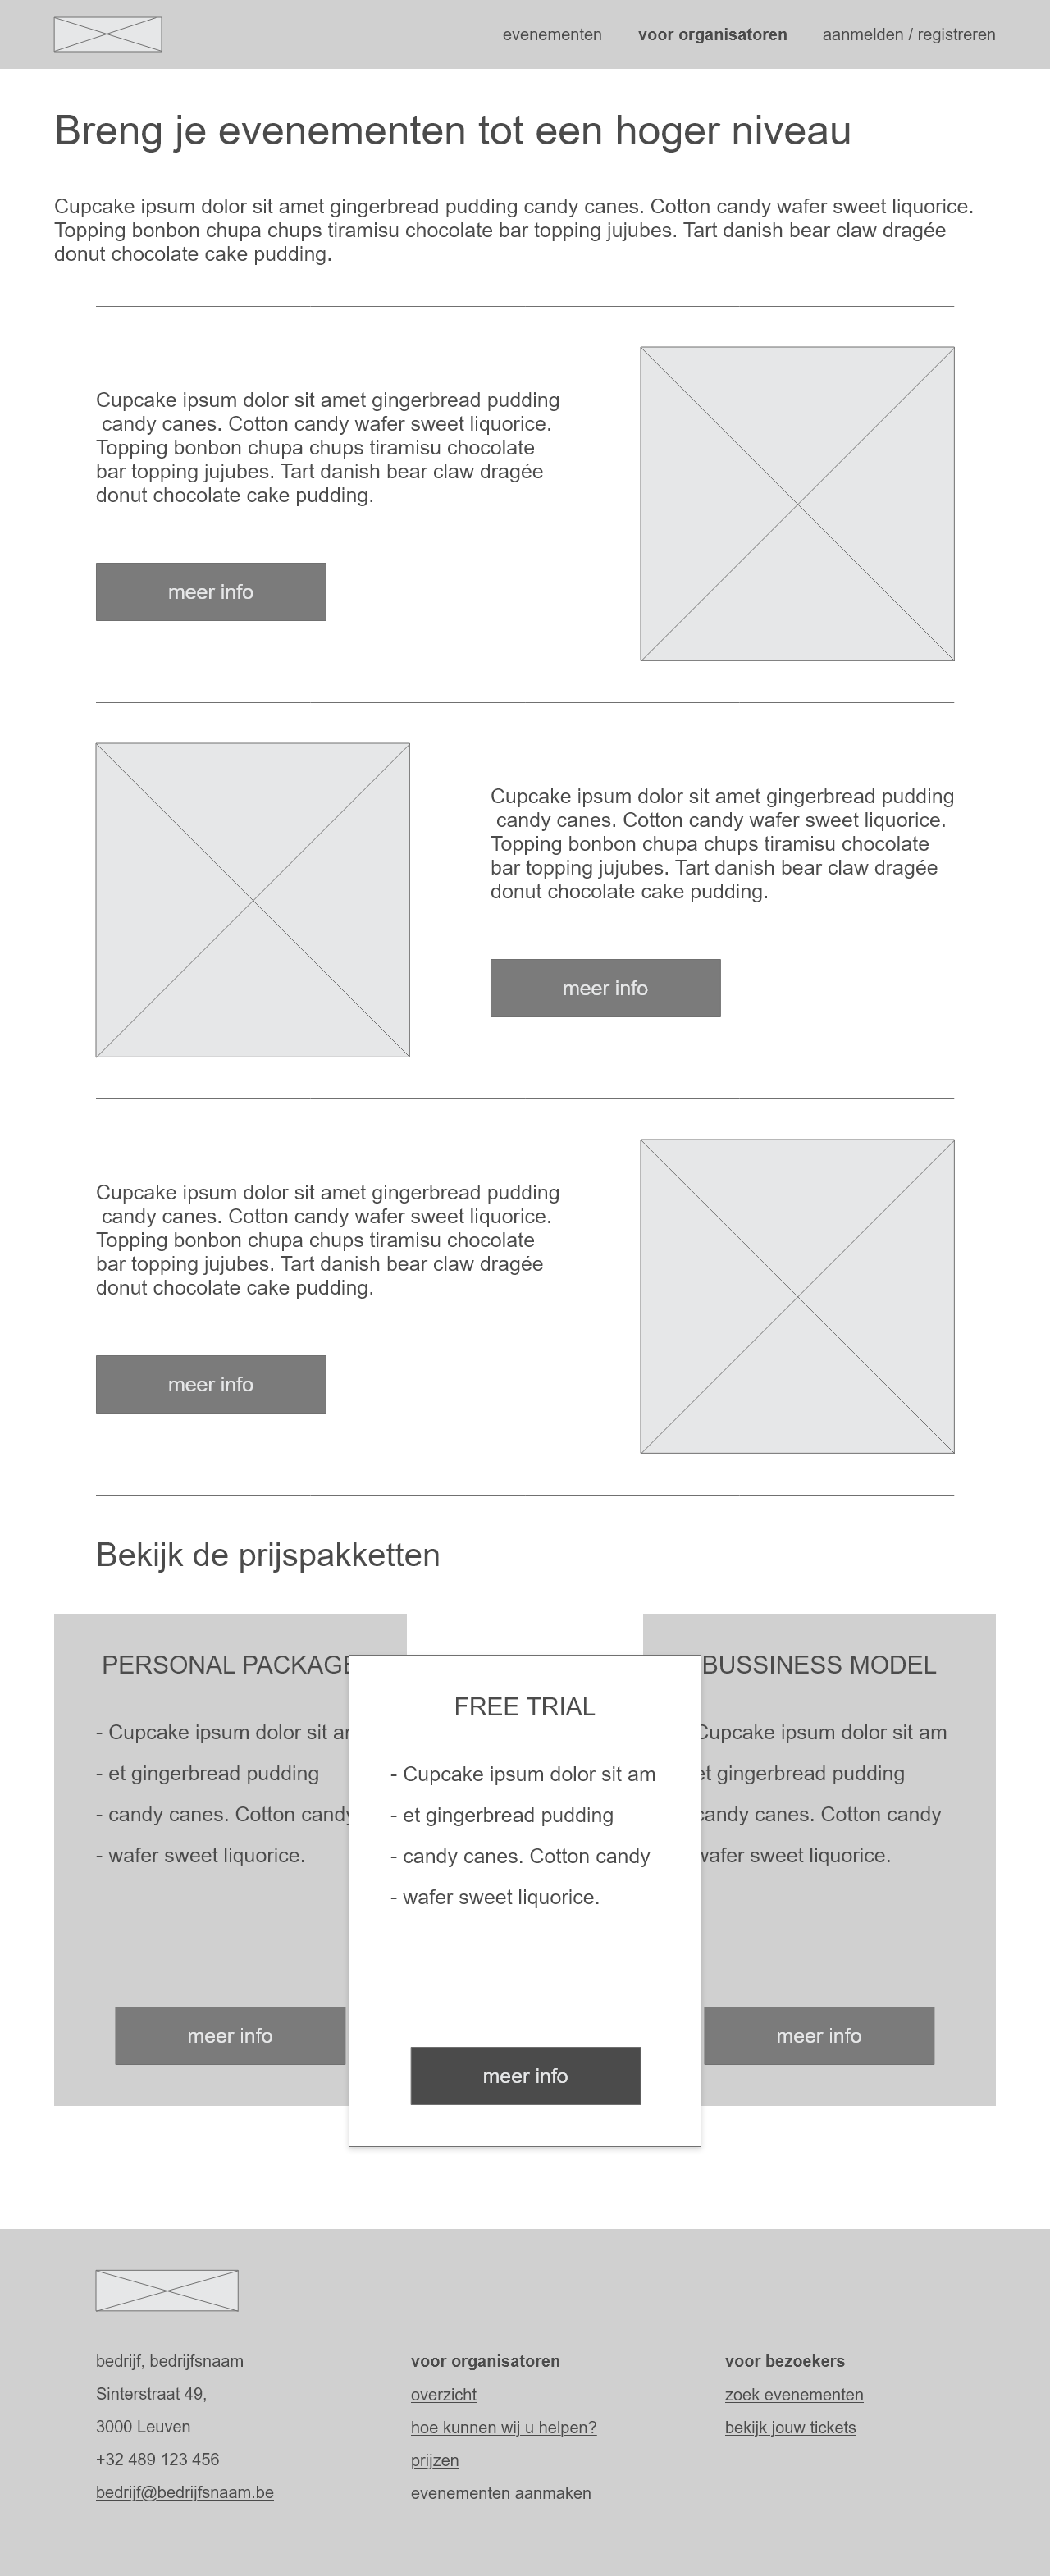 evenementen
voor organisatoren
aanmelden / registreren
Breng je evenementen tot een hoger niveau
Cupcake ipsum dolor sit amet gingerbread pudding candy canes. Cotton candy wafer sweet liquorice.
Topping bonbon chupa chups tiramisu chocolate bar topping jujubes. Tart danish bear claw dragée
donut chocolate cake pudding.
Cupcake ipsum dolor sit amet gingerbread pudding
candy canes. Cotton candy wafer sweet liquorice.
Topping bonbon chupa chups tiramisu chocolate
bar topping jujubes. Tart danish bear claw dragée
donut chocolate cake pudding.
meer info
Cupcake ipsum dolor sit amet gingerbread pudding
candy canes. Cotton candy wafer sweet liquorice.
Topping bonbon chupa chups tiramisu chocolate
bar topping jujubes. Tart danish bear claw dragée
donut chocolate cake pudding.
meer info
Cupcake ipsum dolor sit amet gingerbread pudding
candy canes. Cotton candy wafer sweet liquorice.
Topping bonbon chupa chups tiramisu chocolate
bar topping jujubes. Tart danish bear claw dragée
donut chocolate cake pudding.
meer info
Bekijk de prijspakketten
PERSONAL PACKAGE
- Cupcake ipsum dolor sit
- et gingerbread pudding
- candy canes. Cotton candy
- wafer sweet liquorice.
meer info
FREE TRIAL
- Cupcake ipsum dolor sit am
- et gingerbread pudding
- candy canes. Cotton candy
- wafer sweet liquorice.
meer info
BUSSINESS MODEL
Cupcake ipsum dolor sit am
et gingerbread pudding
candy canes. Cotton candy
wafer sweet liquorice.
meer info
bedrijf, bedrijfsnaam
Sinterstraat 49,
3000 Leuven
+32 489 123 456
bedrijf@bedrijfsnaam.be
voor organisatoren
overzicht
hoe kunnen wij u helpen?
prijzen
evenementen aanmaken
voor bezoekers
zoek evenementen
bekijk jouw tickets